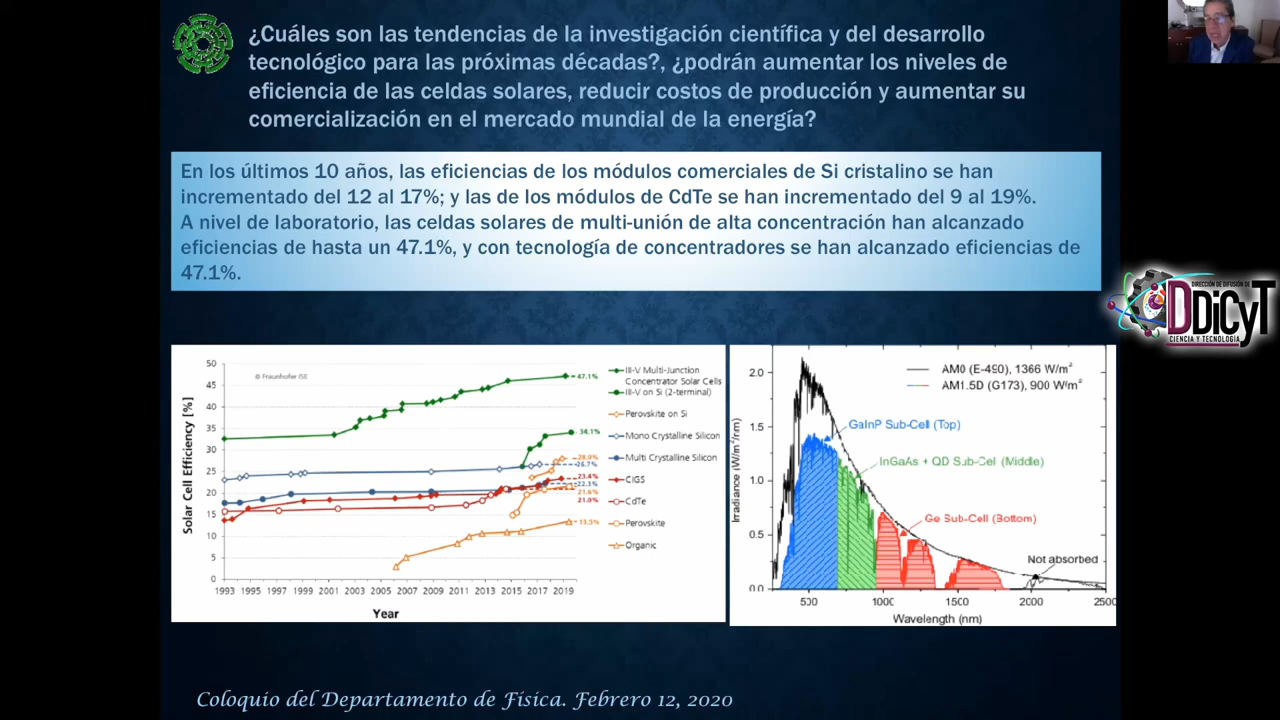 ¿Cuáles son las tendencias de la investigación científica y del desarrollo
tecnológico para las próximas décadas?, ¿podrán aumentar los niveles de
eficiencia de las celdas solares, reducir costos de producción y aumentar su
comercialización en el mercado mundial de la energía?
En los últimos 10 años, las eficiencias de los módulos comerciales de Si cristalino se han
incrementado del 12 al 17%; y las de los módulos de CdTe se han incrementado del 9 al 19%.
A nivel de laboratorio, las celdas solares de multi-unión de alta concentración han alcanzado
eficiencias de hasta un 47.1%, y con tecnología de concentradores se han alcanzado eficiencias de
47.1%.
DIRECCIÓN DE DIFUSIÓN DE
DDiCyT
CIENCIA Y TECNOLOGÍA
Solar Cell Efficiency [%]
50
45
40
35
30
25
20
15
10
5
0
© Fraunhofer ISE
47.1%
34.1%
28.0%
26.7%
23.4%
22.3%
21.6%
21.0%
13.5%
III-V Multi-Junction
Concentrator Solar Cells
III-V on Si (2-terminal)
Perovskite on Si
Mono Crystalline Silicon
Multi Crystalline Silicon
CIGS
CdTe
Perovskite
Organic
1993 1995 1997 1999 2001 2003 2005 2007 2009 2011 2013 2015 2017 2019
Year
Irradiance (W/m²/nm)
2.0
1.5
1.0
0.5
0.0
AM0 (E-490), 1366 W/m²
AM1.5D (G173), 900 W/m²
GaInP Sub-Cell (Top)
InGaAs + QD Sub-Cell (Middle)
Ge Sub-Cell (Bottom)
Not absorbed
500 1000 1500 2000 2500
Wavelength (nm)
Coloquio del Departamento de Física. Febrero 12, 2020